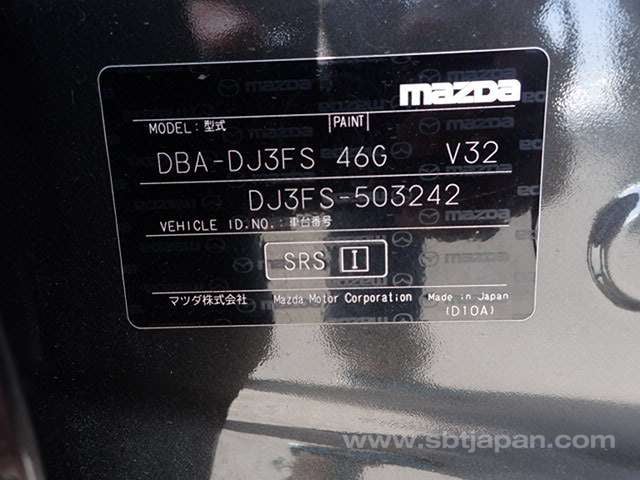 mazda
MODEL:型式 PAINT
DBA-DJ3FS 46G V32
DJ3FS-503242
VEHICLE ID.NO.:車台番号
SRS I
マツダ株式会社 Mazda Motor Corporation Made in Japan
(D10A)
www.sbtjapan.com